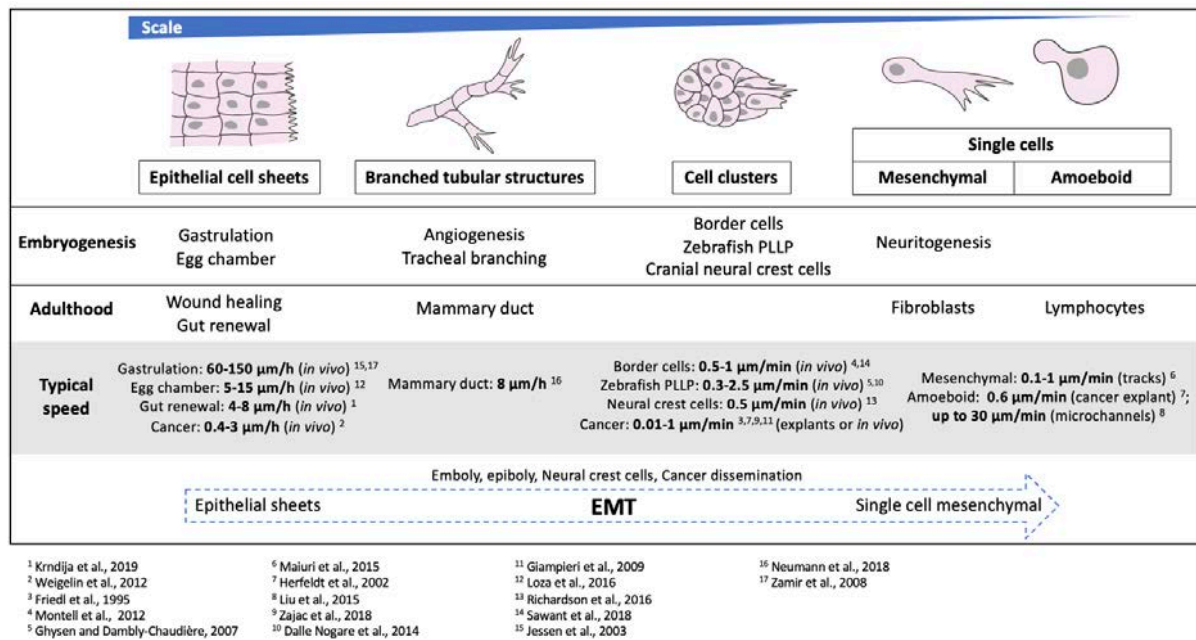 Scale
Epithelial cell sheets
Branched tubular structures
Cell clusters
Single cells
Mesenchymal
Amoeboid
Embryogenesis
Gastrulation
Egg chamber
Angiogenesis
Tracheal branching
Border cells
Zebrafish PLLP
Cranial neural crest cells
Neuritogenesis
Adulthood
Wound healing
Gut renewal
Mammary duct
Fibroblasts
Lymphocytes
Typical
speed
Gastrulation: 60-150 µm/h (in vivo) 15,17
Egg chamber: 5-15 µm/h (in vivo) 12
Gut renewal: 4-8 µm/h (in vivo) 1
Cancer: 0.4-3 µm/h (in vivo) 2
Mammary duct: 8 µm/h 16
Border cells: 0.5-1 µm/min (in vivo) 4,14
Zebrafish PLLP: 0.3-2.5 µm/min (in vivo) 5,10
Neural crest cells: 0.5 µm/min (in vivo) 13
Cancer: 0.01-1 µm/min 3,7,9,11 (explants or in vivo)
Mesenchymal: 0.1-1 µm/min (tracks) 6
Amoeboid: 0.6 µm/min (cancer explant) 7;
up to 30 µm/min (microchannels) 8
Emboly, epiboly, Neural crest cells, Cancer dissemination
Epithelial sheets
EMT
Single cell mesenchymal
1 Krndija et al., 2019
2 Weigelin et al., 2012
3 Friedl et al., 1995
4 Montell et al., 2012
5 Ghysen and Dambly-Chaudière, 2007
6 Maiuri et al., 2015
7 Herfeldt et al., 2002
8 Liu et al., 2015
9 Zajac et al., 2018
10 Dalle Nogare et al., 2014
11 Giampieri et al., 2009
12 Loza et al., 2016
13 Richardson et al., 2016
14 Sawant et al., 2018
15 Jessen et al., 2003
16 Neumann et al., 2018
17 Zamir et al., 2008